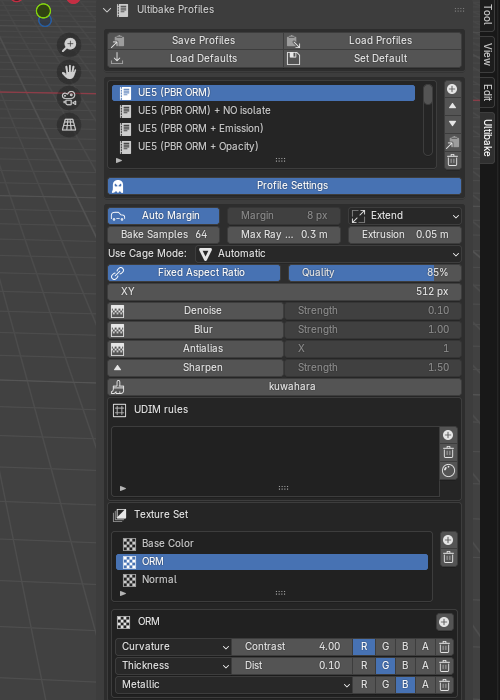 Ultibake Profiles
Save Profiles Load Profiles
Load Defaults Set Default
UE5 (PBR ORM)
UE5 (PBR ORM) + NO isolate
UE5 (PBR ORM + Emission)
UE5 (PBR ORM + Opacity)
Profile Settings
Auto Margin Margin 8 px Extend
Bake Samples 64 Max Ray ... 0.3 m Extrusion 0.05 m
Use Cage Mode: Automatic
Fixed Aspect Ratio Quality 85%
XY 512 px
Denoise Strength 0.10
Blur Strength 1.00
Antialias X 1
Sharpen Strength 1.50
kuwahara
UDIM rules
Texture Set
Base Color
ORM
Normal
ORM
Curvature Contrast 4.00 R G B A
Thickness Dist 0.10 R G B A
Metallic R G B A
Tool
View
Edit
Ultibake